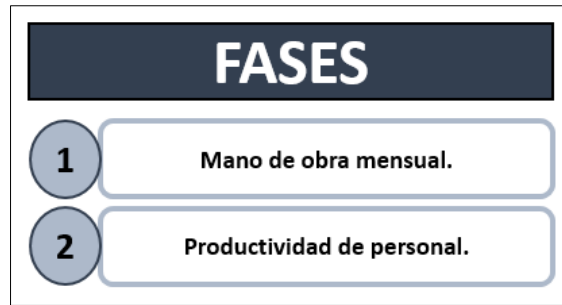 FASES
1
Mano de obra mensual.
2
Productividad de personal.